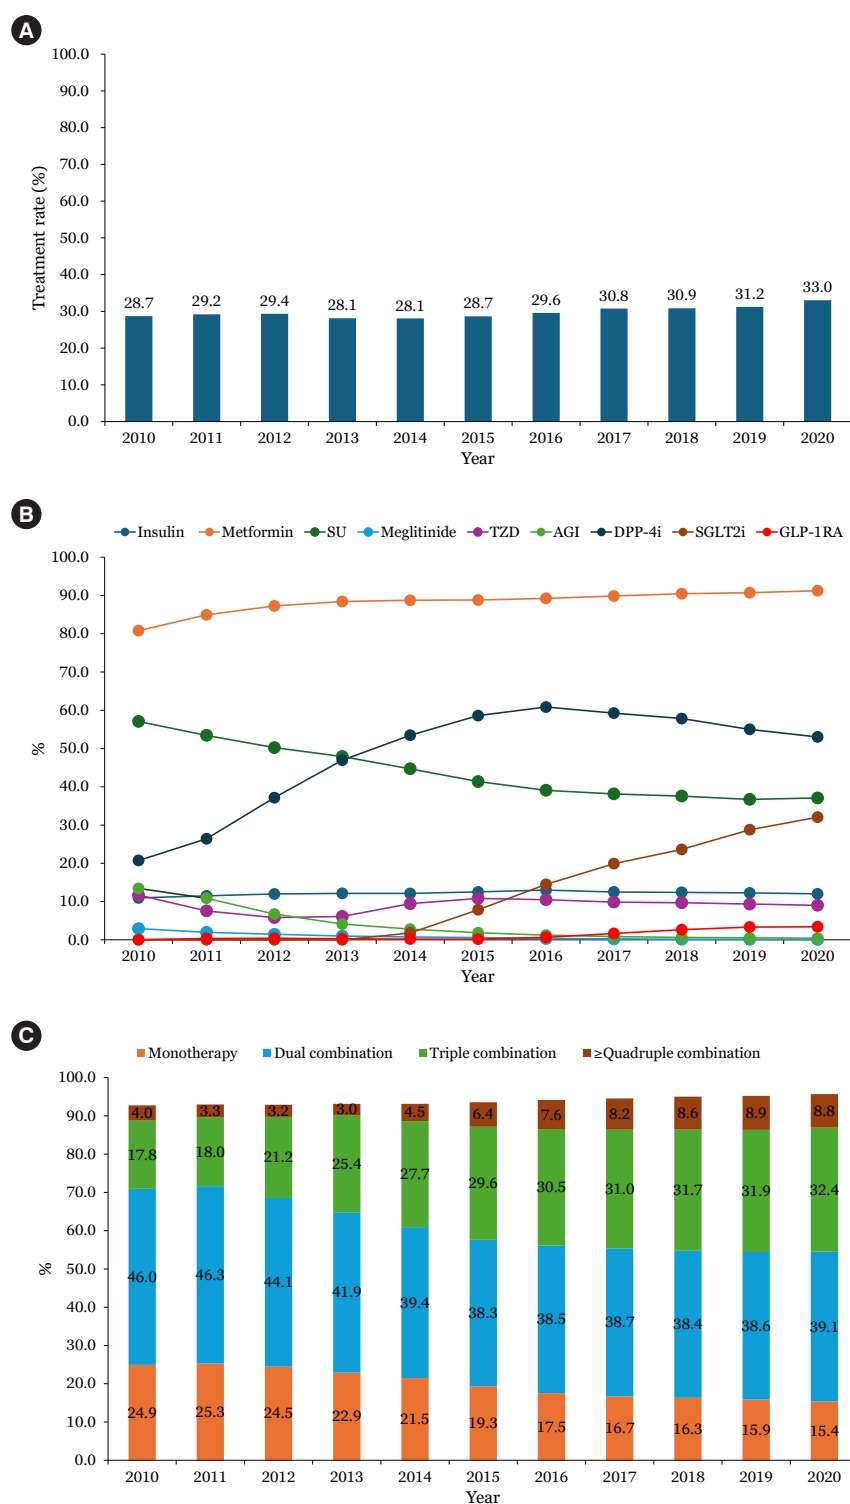 A
Treatment rate (%)
100.0
90.0
80.0
70.0
60.0
50.0
40.0
30.0
20.0
10.0
0.0
28.7 29.2 29.4 28.1 28.1 28.7 29.6 30.8 30.9 31.2 33.0
2010 2011 2012 2013 2014 2015 2016 2017 2018 2019 2020
Year
B
Insulin Metformin SU Meglitinide TZD AGI DPP-4i SGLT2i GLP-1RA
%
100.0
90.0
80.0
70.0
60.0
50.0
40.0
30.0
20.0
10.0
0.0
2010 2011 2012 2013 2014 2015 2016 2017 2018 2019 2020
Year
C
Monotherapy Dual combination Triple combination ≥Quadruple combination
%
100.0
90.0
80.0
70.0
60.0
50.0
40.0
30.0
20.0
10.0
0.0
4.0 3.3 3.2 3.0 4.5 6.4 7.6 8.2 8.6 8.9 8.8
17.8 18.0 21.2 25.4 27.7 29.6 30.5 31.0 31.7 31.9 32.4
46.0 46.3 44.1 41.9 39.4 38.3 38.5 38.7 38.4 38.6 39.1
24.9 25.3 24.5 22.9 21.5 19.3 17.5 16.7 16.3 15.9 15.4
2010 2011 2012 2013 2014 2015 2016 2017 2018 2019 2020
Year